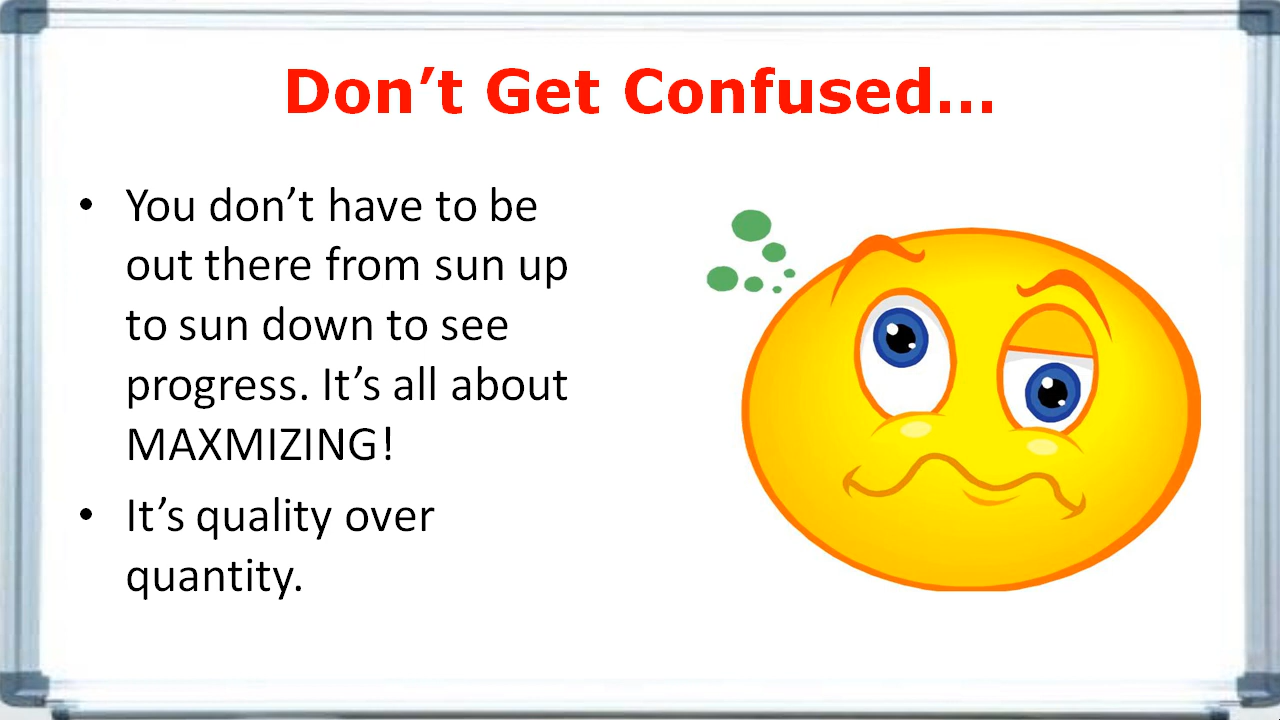 Don’t Get Confused…
• You don’t have to be
out there from sun up
to sun down to see
progress. It’s all about
MAXMIZING!
• It’s quality over
quantity.